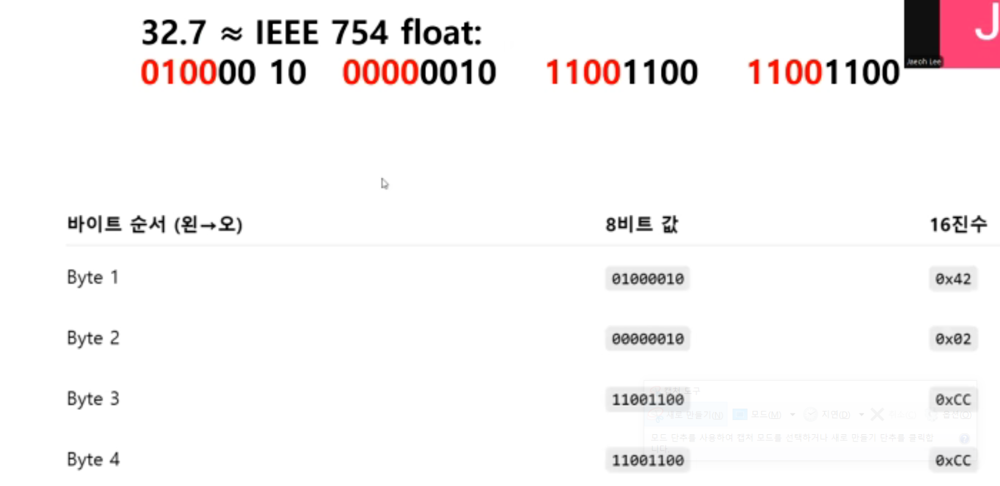 32.7 ≈ IEEE 754 float:
010000 10 00000010 11001100 11001100
J
Jaeoh Lee
바이트 순서 (왼→오) 8비트 값 16진수
Byte 1 01000010 0x42
Byte 2 00000010 0x02
캡처 도구
Byte 3 11001100 0xCC
새로 만들기(N) 모드(M) 지연(D) 취소(C) 옵션(O)
모드 단추를 사용하여 캡처 모드를 선택하거나 새로 만들기 단추를 클릭합
니다.
Byte 4 11001100 0xCC